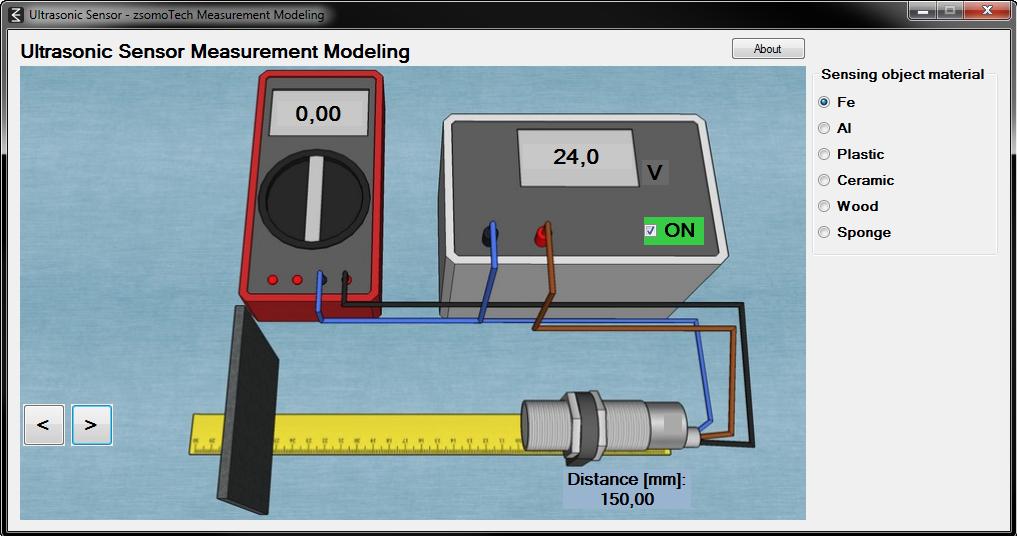 Ultrasonic Sensor - zsomoTech Measurement Modeling
Ultrasonic Sensor Measurement Modeling
About
Sensing object material
0,00
Fe
24,0
V
Al
Plastic
Ceramic
Wood
ON
Sponge
< >
Distance [mm]:
150,00